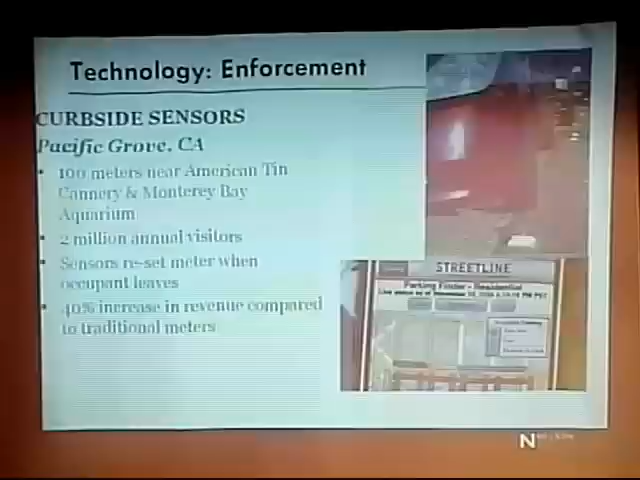 Technology: Enforcement
CURBSIDE SENSORS
Pacific Grove, CA
• 100 meters near American Tin
Cannery & Monterey Bay
Aquarium
• 2 million annual visitors
• Sensors re-set meter when
occupant leaves
• 40% increase in revenue compared
to traditional meters
STREETLINE
Parking Finder - Residential
N